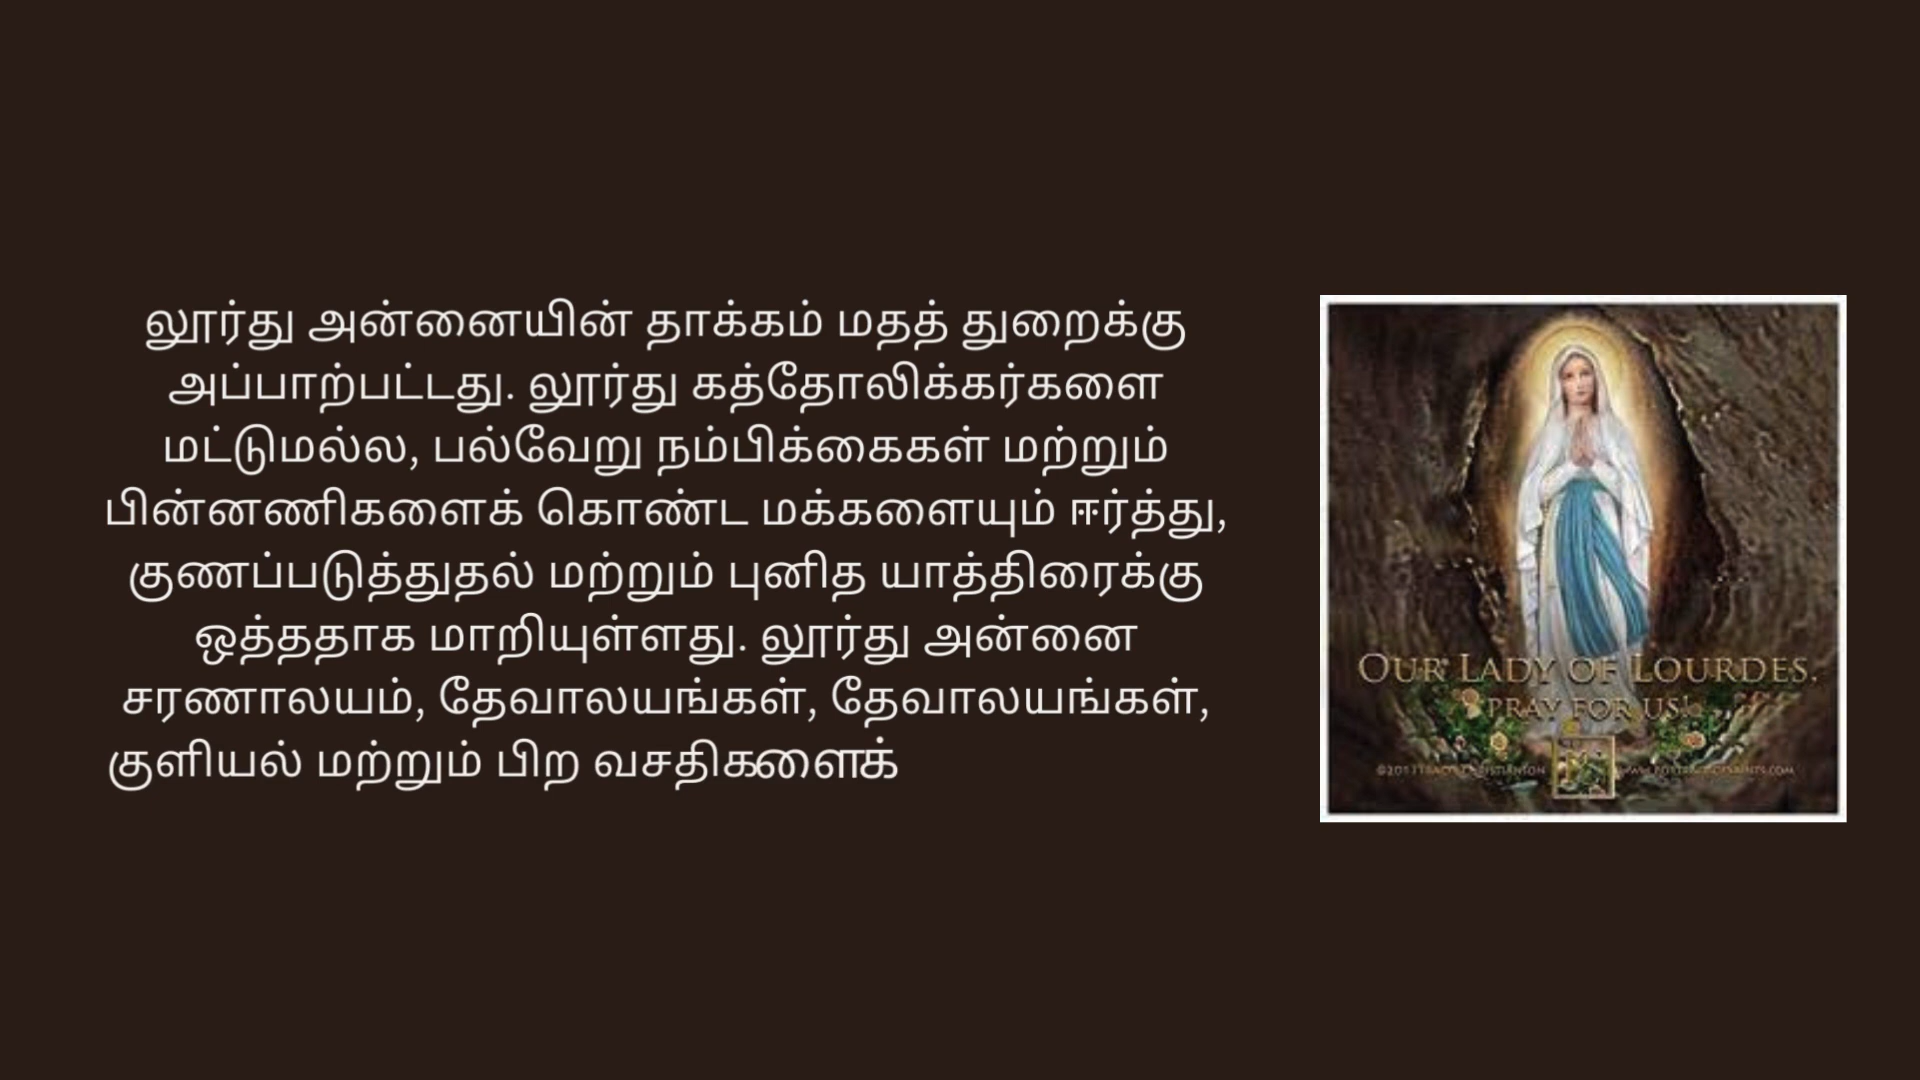 லூர்து அன்னையின் தாக்கம் மதத் துறைக்கு
அப்பாற்பட்டது. லூர்து கத்தோலிக்கர்களை
மட்டுமல்ல, பல்வேறு நம்பிக்கைகள் மற்றும்
பின்னணிகளைக் கொண்ட மக்களையும் ஈர்த்து,
குணப்படுத்துதல் மற்றும் புனித யாத்திரைக்கு
ஒத்ததாக மாறியுள்ளது. லூர்து அன்னை
சரணாலயம், தேவாலயங்கள், தேவாலயங்கள்,
குளியல் மற்றும் பிற வசதிகளைக்
OUR LADY OF LOURDES,
PRAY FOR US!